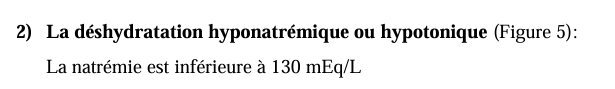 2) La déshydratation hyponatrémique ou hypotonique (Figure 5):
La natrémie est inférieure à 130 mEq/L